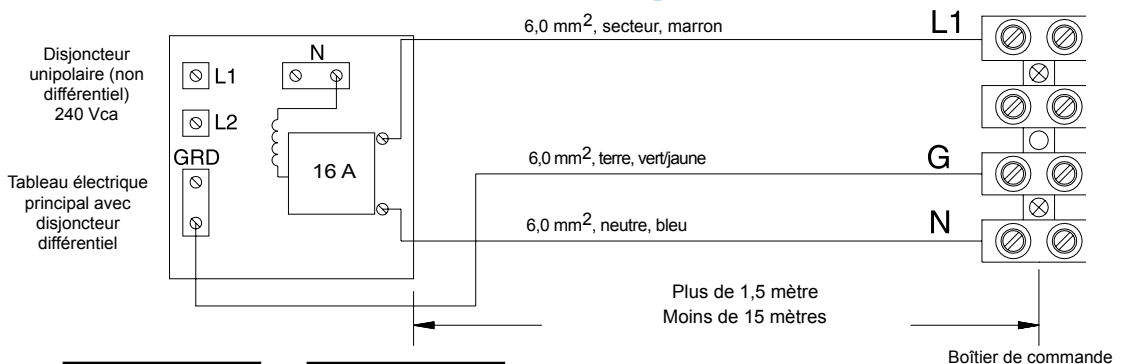 6,0 mm², secteur, marron
L1
Disjoncteur
unipolaire (non
différentiel)
240 Vca
N
L1
L2
GRD
16 A
Tableau électrique
principal avec
disjoncteur
différentiel
6,0 mm², terre, vert/jaune
G
6,0 mm², neutre, bleu
N
Plus de 1,5 mètre
Moins de 15 mètres
Boîtier de commande